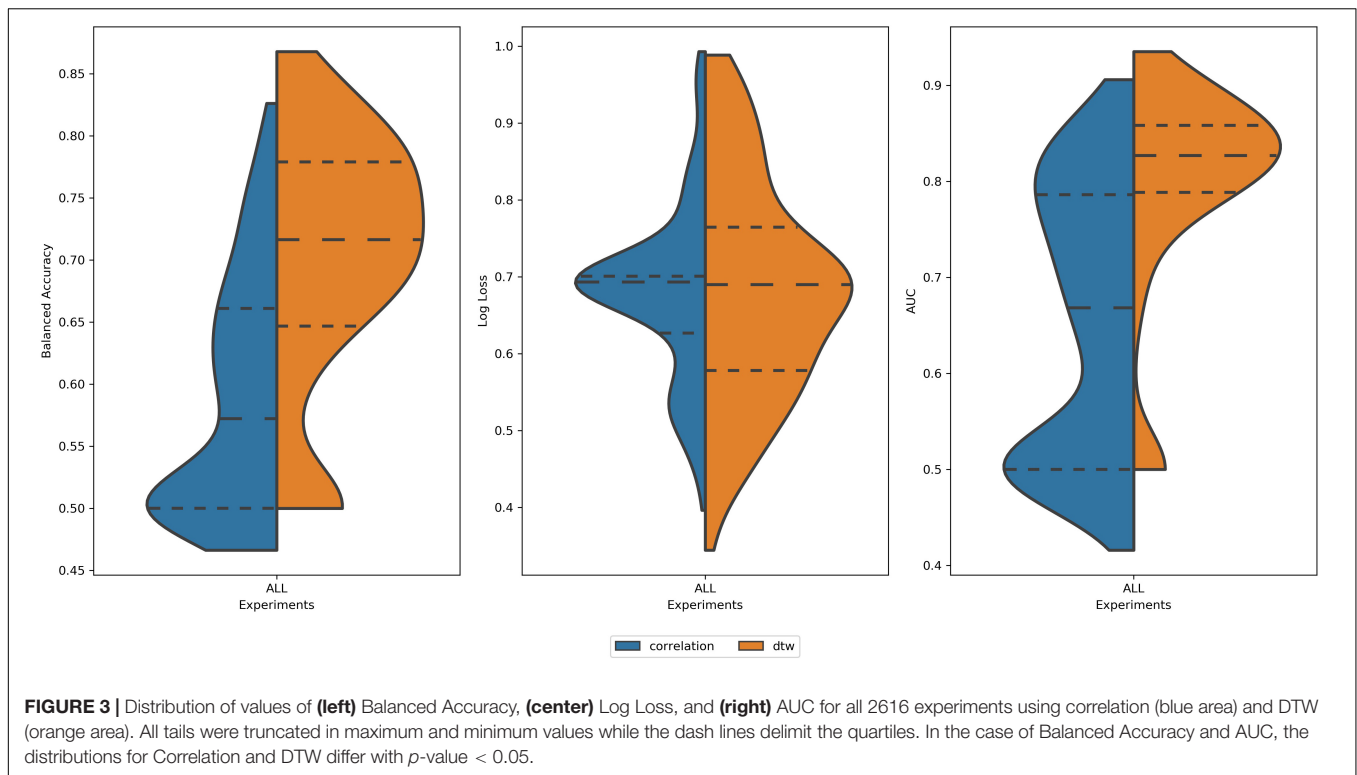 0.85
0.80
0.75
0.70
0.65
0.60
0.55
0.50
0.45
Balanced Accuracy
ALL
Experiments
1.0
0.9
0.8
0.7
0.6
0.5
0.4
Log Loss
ALL
Experiments
0.9
0.8
0.7
0.6
0.5
0.4
AUC
ALL
Experiments
correlation dtw
FIGURE 3 | Distribution of values of (left) Balanced Accuracy, (center) Log Loss, and (right) AUC for all 2616 experiments using correlation (blue area) and DTW
(orange area). All tails were truncated in maximum and minimum values while the dash lines delimit the quartiles. In the case of Balanced Accuracy and AUC, the
distributions for Correlation and DTW differ with p-value < 0.05.